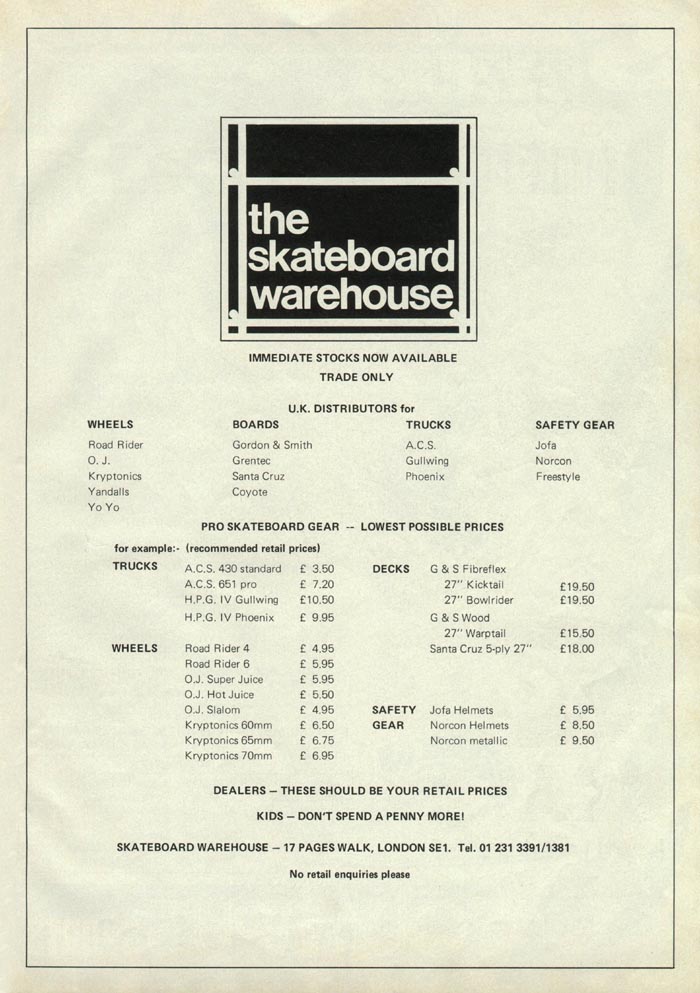 the
skateboard
warehouse
IMMEDIATE STOCKS NOW AVAILABLE
TRADE ONLY
U.K. DISTRIBUTORS for
WHEELS BOARDS TRUCKS SAFETY GEAR
Road Rider Gordon & Smith A.C.S. Jofa
O. J. Grentec Gullwing Norcon
Kryptonics Santa Cruz Phoenix Freestyle
Yandalls Coyote
Yo Yo
PRO SKATEBOARD GEAR -- LOWEST POSSIBLE PRICES
for example:- (recommended retail prices)
TRUCKS A.C.S. 430 standard £ 3.50 DECKS G & S Fibreflex
A.C.S. 651 pro £ 7.20 27" Kicktail £19.50
H.P.G. IV Gullwing £10.50 27" Bowlrider £19.50
H.P.G. IV Phoenix £ 9.95 G & S Wood
27" Warptail £15.50
WHEELS Road Rider 4 £ 4.95 Santa Cruz 5-ply 27" £18.00
Road Rider 6 £ 5.95
O.J. Super Juice £ 5.95
O.J. Hot Juice £ 5.50
O.J. Slalom £ 4.95 SAFETY Jofa Helmets £ 5,95
Kryptonics 60mm £ 6.50 GEAR Norcon Helmets £ 8,50
Kryptonics 65mm £ 6.75 Norcon metallic £ 9.50
Kryptonics 70mm £ 6.95
DEALERS – THESE SHOULD BE YOUR RETAIL PRICES
KIDS – DON'T SPEND A PENNY MORE!
SKATEBOARD WAREHOUSE – 17 PAGES WALK, LONDON SE1. Tel. 01 231 3391/1381
No retail enquiries please